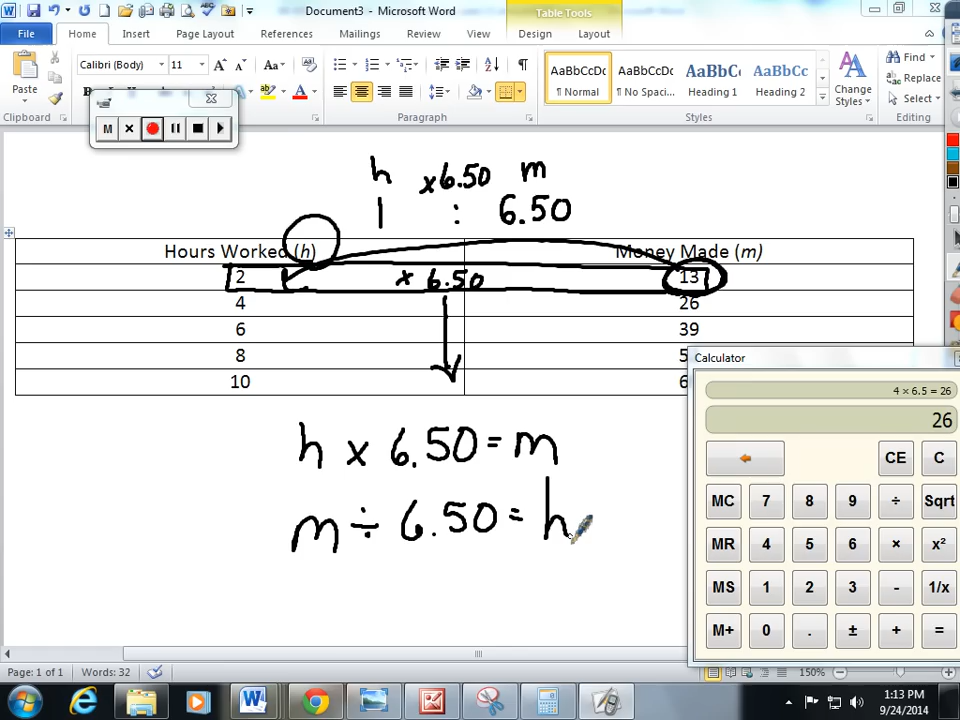 Document3 - Microsoft Word
Table Tools
File Home Insert Page Layout References Mailings Review View Design Layout
Calibri (Body) 11
Paste
AaBbCcDc AaBbCcDc AaBbC AaBbCc
¶ Normal ¶ No Spaci... Heading 1 Heading 2
Change Styles
Find
Replace
Select
Clipboard Paragraph Styles Editing
M
h ×6.50 m
1 : 6.50
Hours Worked (h) Money Made (m)
2 × 6.50 13
4 26
6 39
8 5
10 6
h × 6.50 = m
m ÷ 6.50 = h
Calculator
4 × 6.5 = 26
26
CE C
MC 7 8 9 ÷ Sqrt
MR 4 5 6 × x²
MS 1 2 3 - 1/x
M+ 0 . ± + =
Page: 1 of 1 Words: 32 150%
1:13 PM
9/24/2014